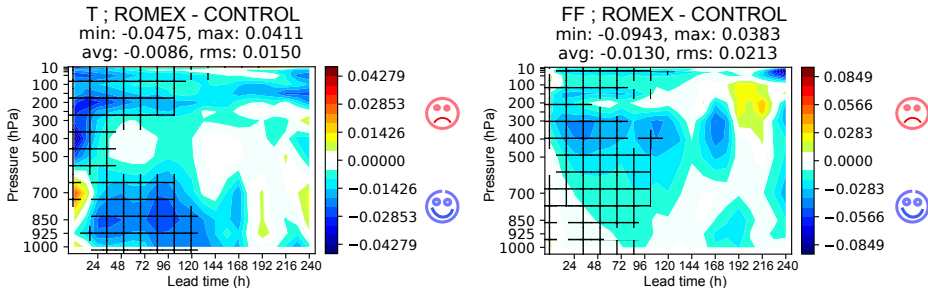 T ; ROMEX - CONTROL
min: -0.0475, max: 0.0411
avg: -0.0086, rms: 0.0150
Pressure (hPa)
10
100
200
300
400
500
700
850
925
1000
24 48 72 96 120 144 168 192 216 240
Lead time (h)
0.04279
0.02853
0.01426
0.00000
−0.01426
−0.02853
−0.04279
FF ; ROMEX - CONTROL
min: -0.0943, max: 0.0383
avg: -0.0130, rms: 0.0213
Pressure (hPa)
10
100
200
300
400
500
700
850
925
1000
24 48 72 96 120 144 168 192 216 240
Lead time (h)
0.0849
0.0566
0.0283
0.0000
−0.0283
−0.0566
−0.0849